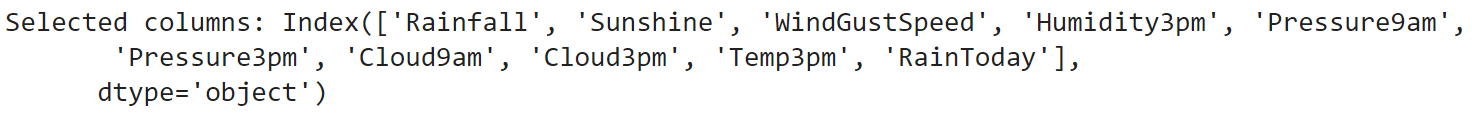 Selected columns: Index(['Rainfall', 'Sunshine', 'WindGustSpeed', 'Humidity3pm', 'Pressure9am',
'Pressure3pm', 'Cloud9am', 'Cloud3pm', 'Temp3pm', 'RainToday'],
dtype='object')